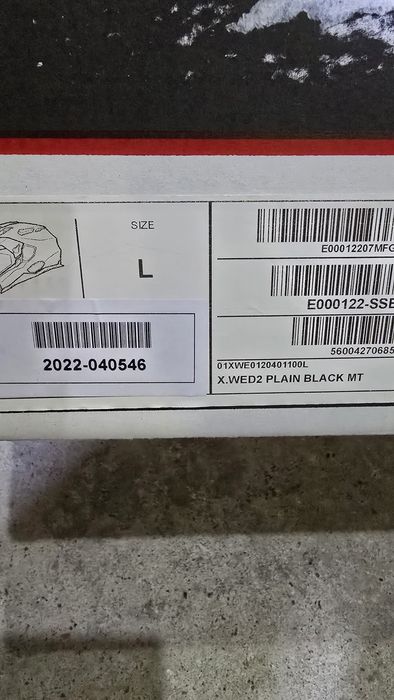 SIZE
L
2022-040546
E00012207MFG
E000122-SSE
56004270685
01XWE0120401100L
X.WED2 PLAIN BLACK MT